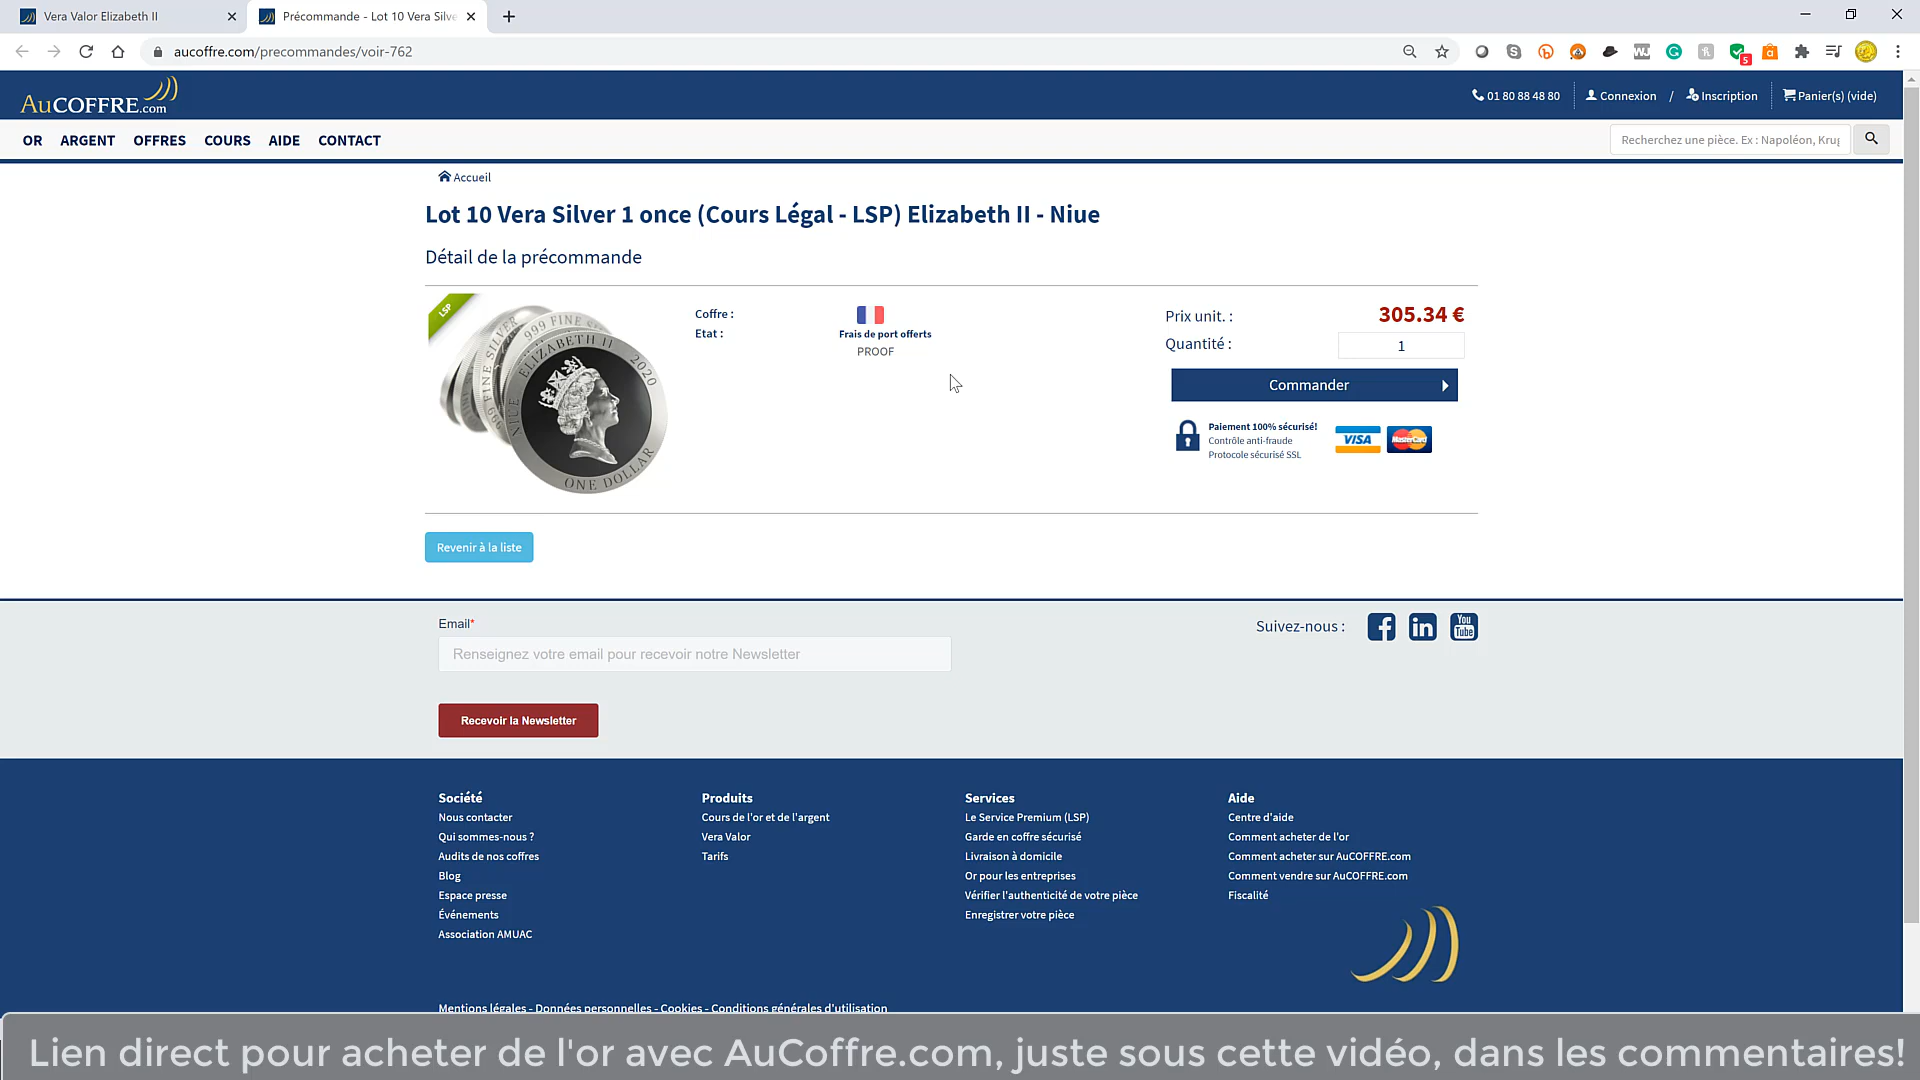 Vera Valor Elizabeth II
Précommande - Lot 10 Vera Silve
aucoffre.com/precommandes/voir-762
5
AuCOFFRE.com
01 80 88 48 80
Connexion / Inscription
Panier(s) (vide)
OR ARGENT OFFRES COURS AIDE CONTACT
Recherchez une pièce. Ex : Napoléon, Krug
Accueil
Lot 10 Vera Silver 1 once (Cours Légal - LSP) Elizabeth II - Niue
Détail de la précommande
LSP
999 FINE
FINE SILVER
ELIZABETH II 2020
NIUE
ONE DOLLAR
Coffre :
Etat :
Frais de port offerts
PROOF
Prix unit. : 305.34 €
Quantité : 1
Commander
Paiement 100% sécurisé!
Contrôle anti-fraude
Protocole sécurisé SSL
VISA
MasterCard
Revenir à la liste
Email*
Renseignez votre email pour recevoir notre Newsletter
Recevoir la Newsletter
Suivez-nous :
You
Tube
Société
Nous contacter
Qui sommes-nous ?
Audits de nos coffres
Blog
Espace presse
Événements
Association AMUAC
Produits
Cours de l'or et de l'argent
Vera Valor
Tarifs
Services
Le Service Premium (LSP)
Garde en coffre sécurisé
Livraison à domicile
Or pour les entreprises
Vérifier l'authenticité de votre pièce
Enregistrer votre pièce
Aide
Centre d'aide
Comment acheter de l'or
Comment acheter sur AuCOFFRE.com
Comment vendre sur AuCOFFRE.com
Fiscalité
Mentions légales - Données personnelles - Cookies - Conditions générales d'utilisation
Lien direct pour acheter de l'or avec AuCoffre.com, juste sous cette vidéo, dans les commentaires!